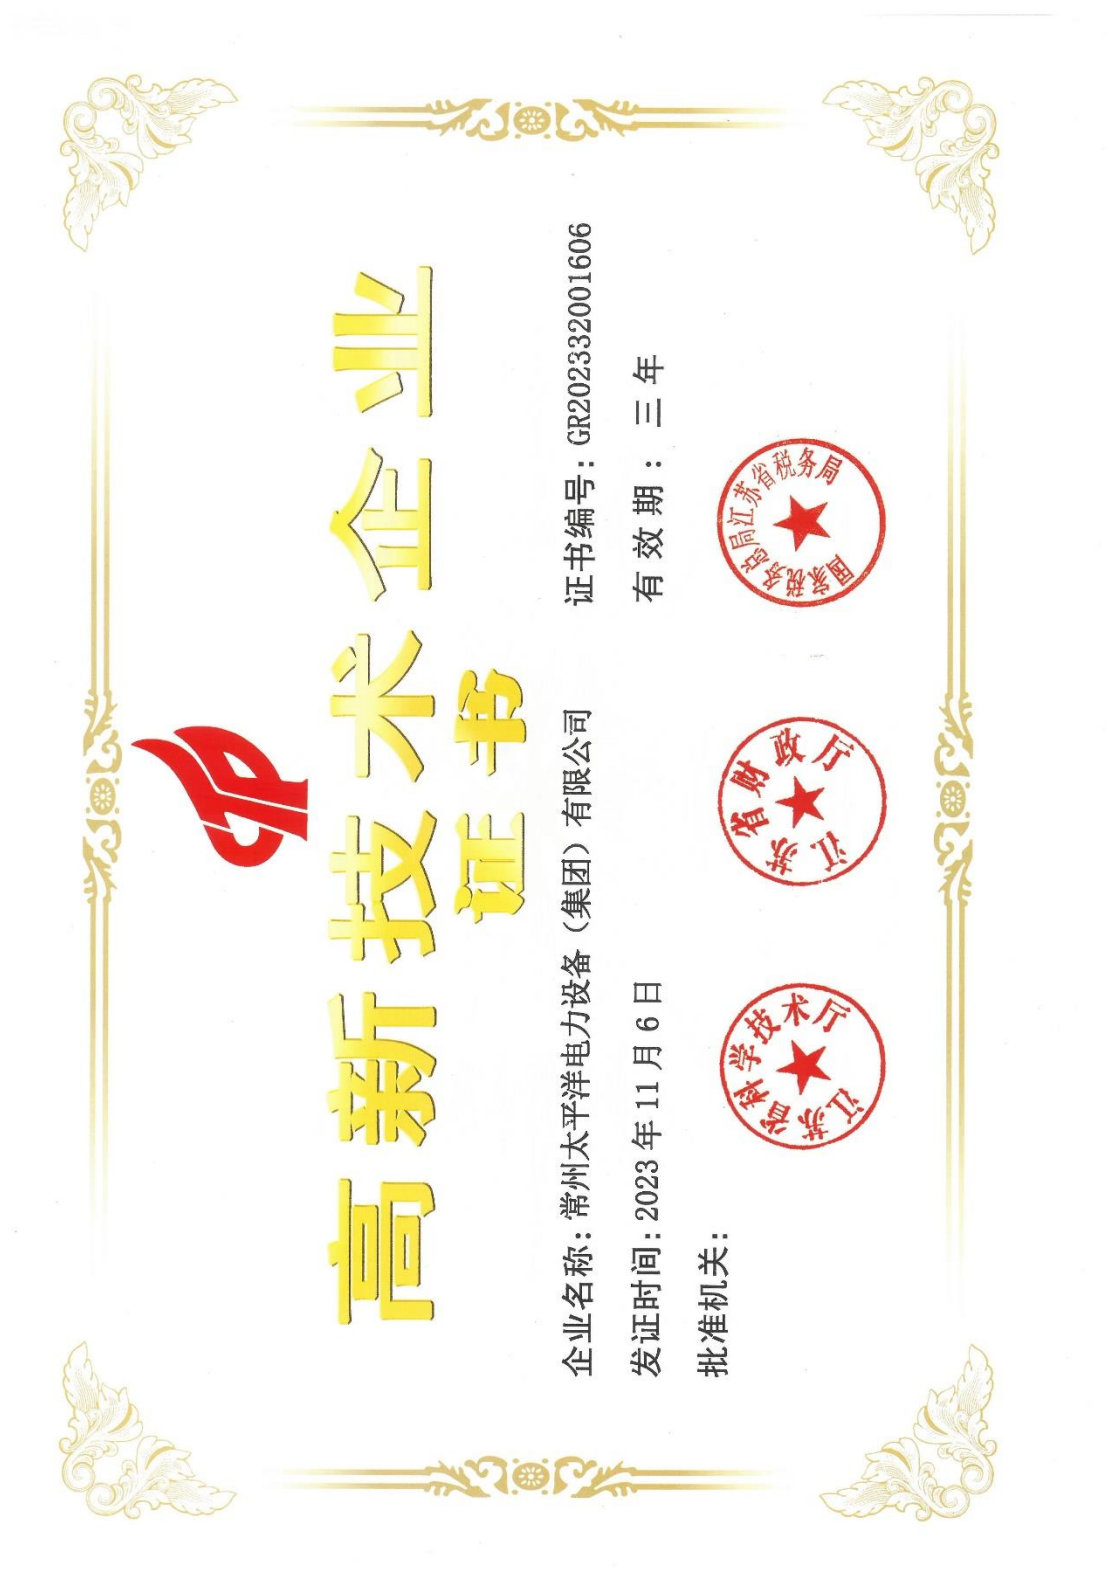 高新技术企业
证书
企业名称：常州太平洋电力设备（集团）有限公司
证书编号：GR202332001606
发证时间：2023年11月6日
有效期：三年
批准机关：
江苏省科学技术厅
江苏省财政厅
国家税务总局江苏省税务局